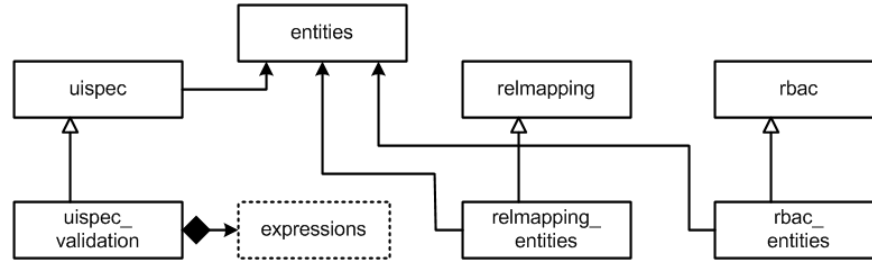 entities
uispec
relmapping
rbac
uispec_
validation
expressions
relmapping_
entities
rbac_
entities